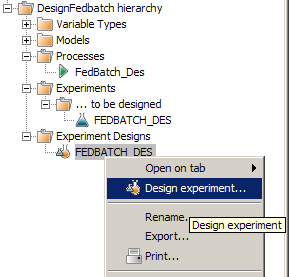 DesignFedbatch hierarchy
Variable Types
Models
Processes
FedBatch_Des
Experiments
... to be designed
FEDBATCH_DES
Experiment Designs
FEDBATCH_DES
Open on tab
Design experiment...
Rename...
Design experiment
Export...
Print...